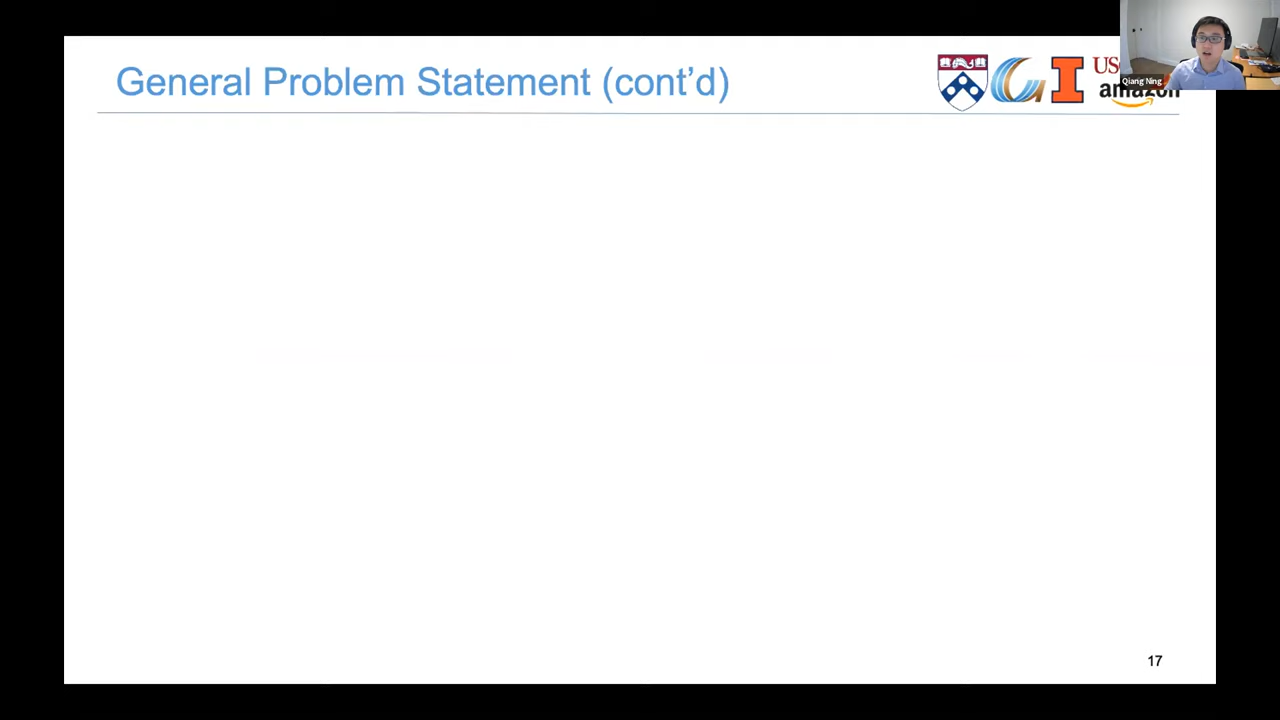 General Problem Statement (cont'd)
Qiang Ning
amazon
17